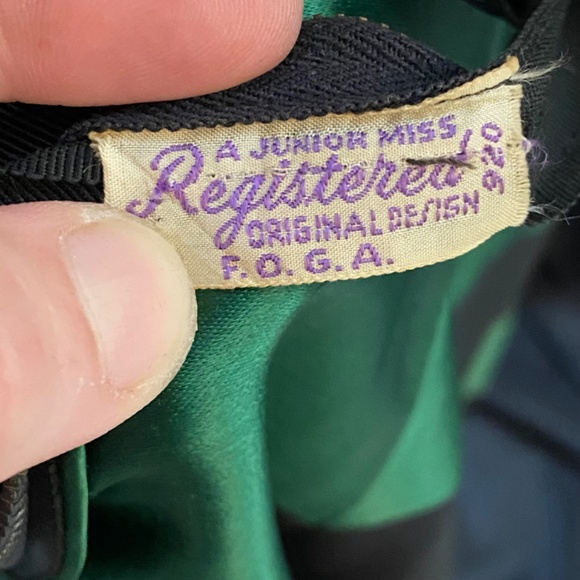 A JUNIOR MISS
Registered
ORIGINAL DESIGN
F.O.G.A.
920